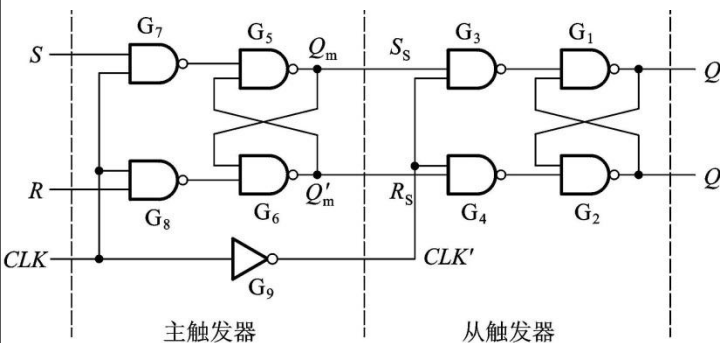 G₇ G₅ Qₘ Sₛ G₃ G₁
S Q
R G₈ G₆ Q′ₘ Rₛ G₄ G₂ Q
CLK G₉ CLK′
主触发器 从触发器